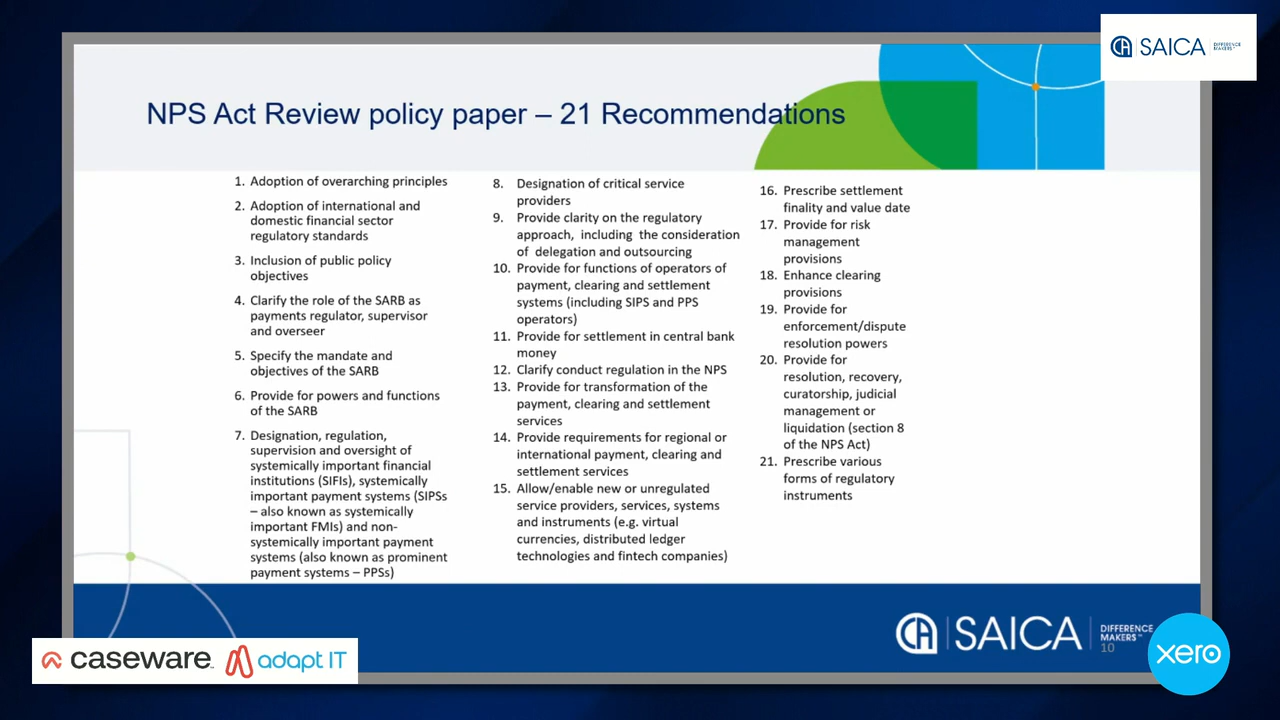 SAICA DIFFERENCE
MAKERS™
NPS Act Review policy paper – 21 Recommendations
1. Adoption of overarching principles
2. Adoption of international and
domestic financial sector
regulatory standards
3. Inclusion of public policy
objectives
4. Clarify the role of the SARB as
payments regulator, supervisor
and overseer
5. Specify the mandate and
objectives of the SARB
6. Provide for powers and functions
of the SARB
7. Designation, regulation,
supervision and oversight of
systemically important financial
institutions (SIFIs), systemically
important payment systems (SIPSs
– also known as systemically
important FMIs) and non-
systemically important payment
systems (also known as prominent
payment systems – PPSs)
8. Designation of critical service
providers
9. Provide clarity on the regulatory
approach, including the consideration
of delegation and outsourcing
10. Provide for functions of operators of
payment, clearing and settlement
systems (including SIPS and PPS
operators)
11. Provide for settlement in central bank
money
12. Clarify conduct regulation in the NPS
13. Provide for transformation of the
payment, clearing and settlement
services
14. Provide requirements for regional or
international payment, clearing and
settlement services
15. Allow/enable new or unregulated
service providers, services, systems
and instruments (e.g. virtual
currencies, distributed ledger
technologies and fintech companies)
16. Prescribe settlement
finality and value date
17. Provide for risk
management
provisions
18. Enhance clearing
provisions
19. Provide for
enforcement/dispute
resolution powers
20. Provide for
resolution, recovery,
curatorship, judicial
management or
liquidation (section 8
of the NPS Act)
21. Prescribe various
forms of regulatory
instruments
SAICA DIFFERENCE
MAKERS™
10
caseware™ adapt IT
xero